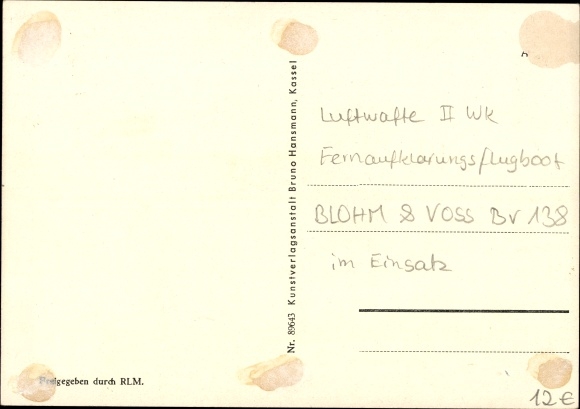 Freigegeben durch RLM.
Nr. 89643 Kunstverlagsanstalt Bruno Hansmann, Kassel
Luftwaffe II Wk
Fernaufklärungsflugboot
BLOHM & VOSS BV 138
im Einsatz
12 €